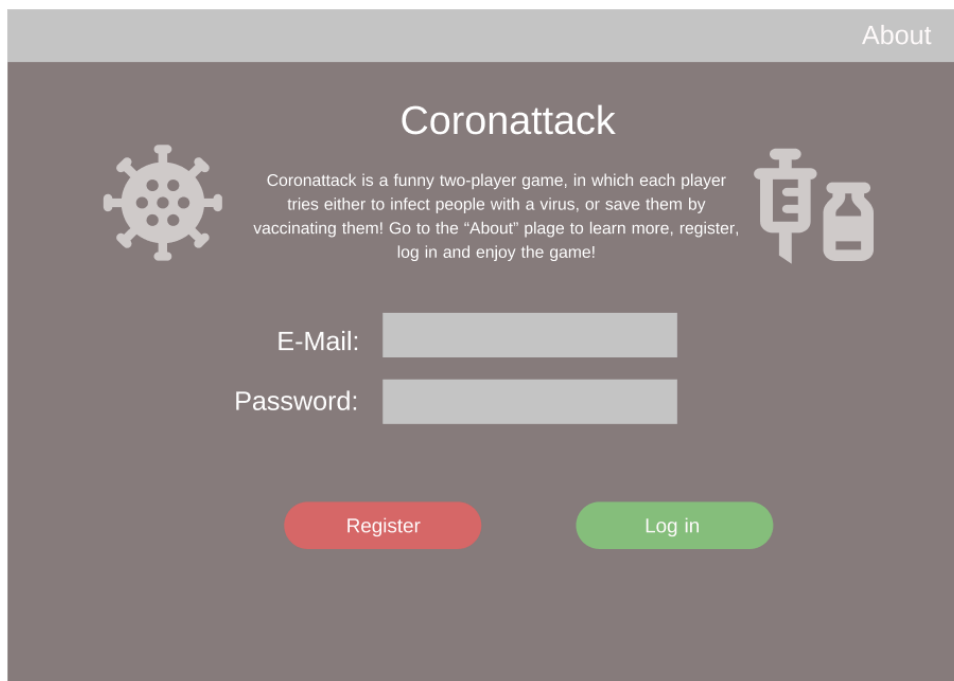 About
Coronattack
Coronattack is a funny two-player game, in which each player
tries either to infect people with a virus, or save them by
vaccinating them! Go to the “About” plage to learn more, register,
log in and enjoy the game!
E-Mail:
Password:
Register
Log in